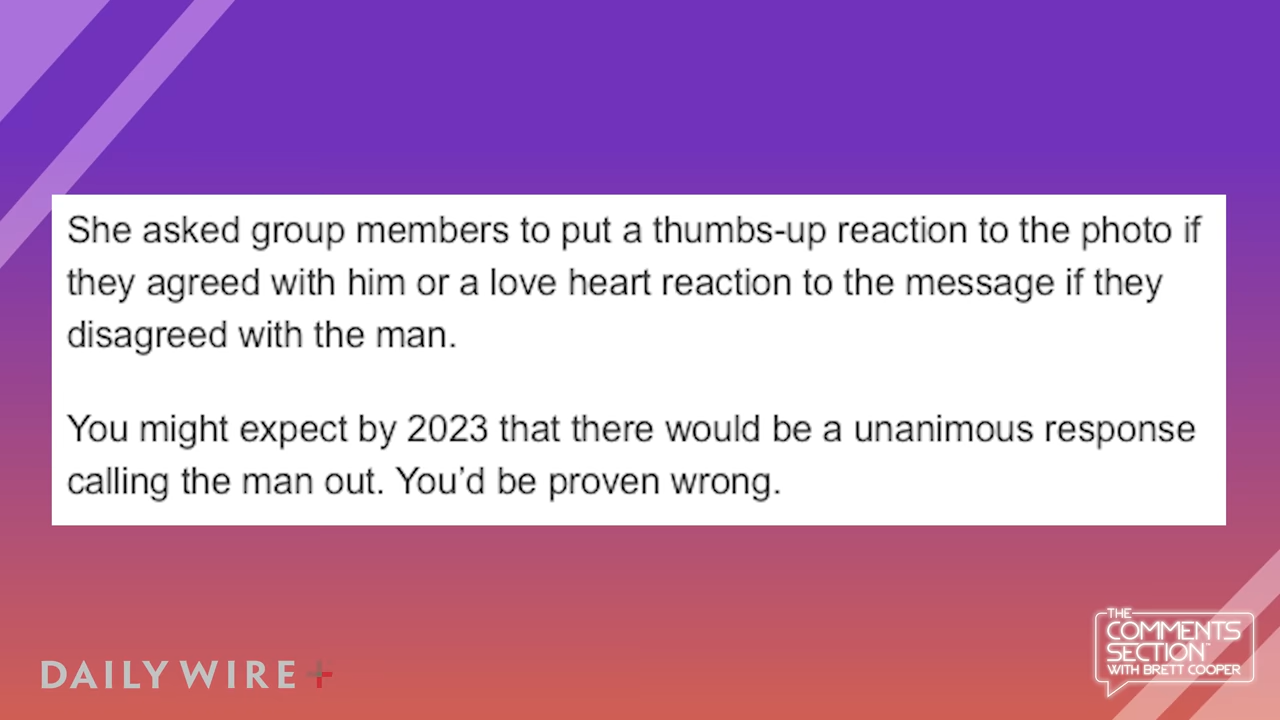 She asked group members to put a thumbs-up reaction to the photo if
they agreed with him or a love heart reaction to the message if they
disagreed with the man.
You might expect by 2023 that there would be a unanimous response
calling the man out. You’d be proven wrong.
DAILY WIRE +
THE
COMMENTS
SECTION™
WITH BRETT COOPER